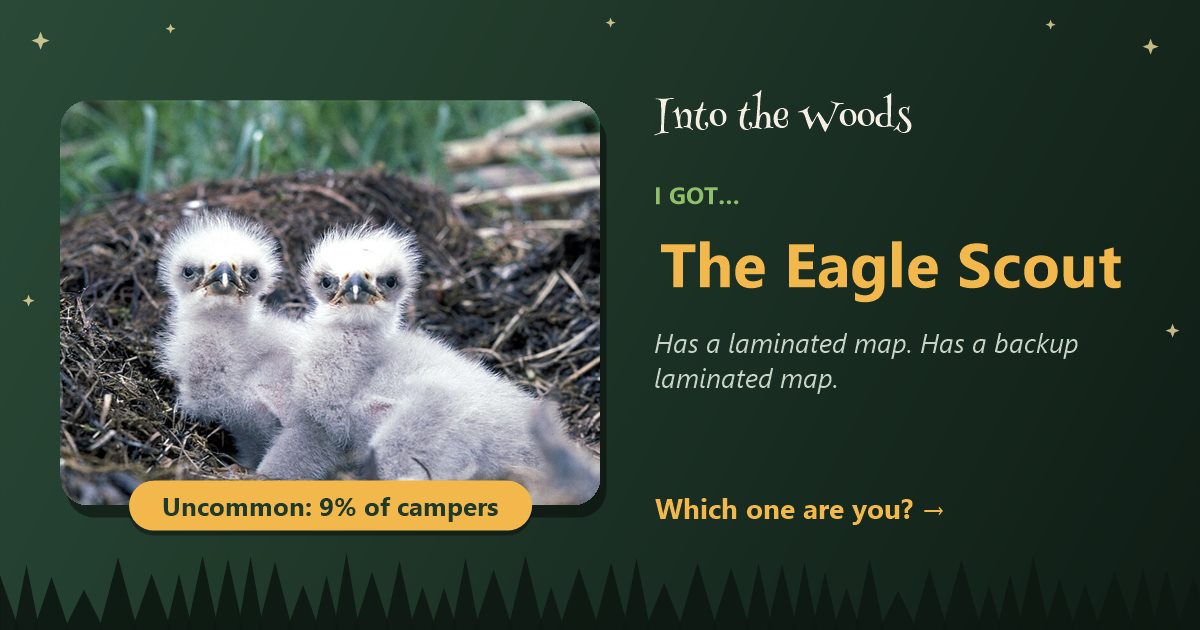 Into the Woods
I GOT...
The Eagle Scout
Has a laminated map. Has a backup
laminated map.
Uncommon: 9% of campers
Which one are you? →